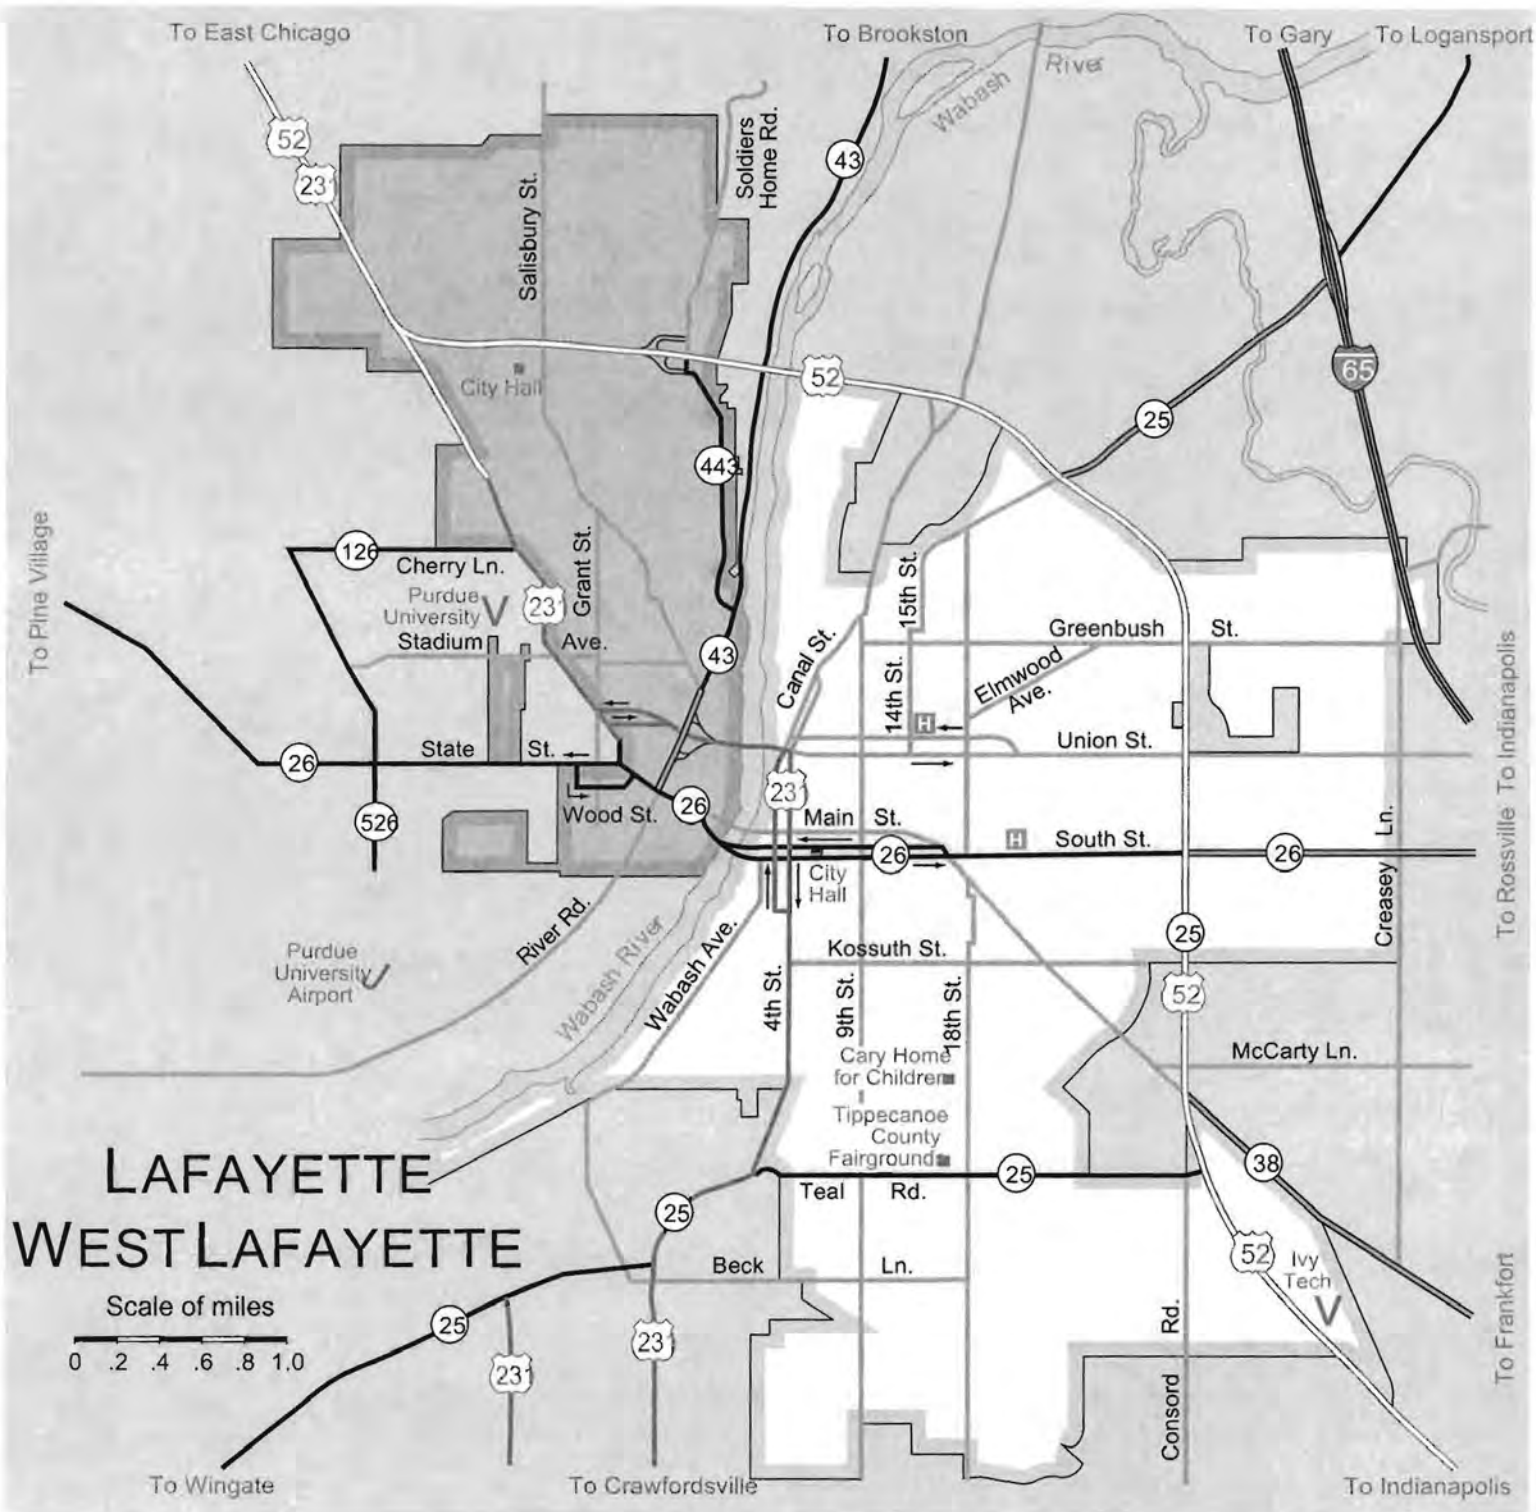 To East Chicago
To Brookston
To Gary
To Logansport
Wabash
River
52
231
43
Soldiers
Home Rd.
Salisbury St.
City Hall
52
65
25
443
To Pine Village
126
Cherry Ln.
Purdue
University
231
Grant St.
Stadium
Ave.
43
Canal St.
15th St.
14th St.
Greenbush
St.
Elmwood
Ave.
H
Union St.
State
St.
26
526
Wood St.
26
231
Main
St.
26
City
Hall
H
South St.
26
Creasey
Ln.
To Rossville
To Indianapolis
River Rd.
Purdue
University
Airport
Wabash River
Wabash Ave.
Kossuth St.
25
52
4th St.
9th St.
18th St.
McCarty Ln.
Cary Home
for Children
Tippecanoe
County
Fairgrounds
25
38
Teal
Rd.
LAFAYETTE
WEST LAFAYETTE
25
Beck
Ln.
52
Ivy
Tech
Scale of miles
0 .2 .4 .6 .8 1.0
25
231
231
Consord
Rd.
To Frankfort
To Wingate
To Crawfordsville
To Indianapolis